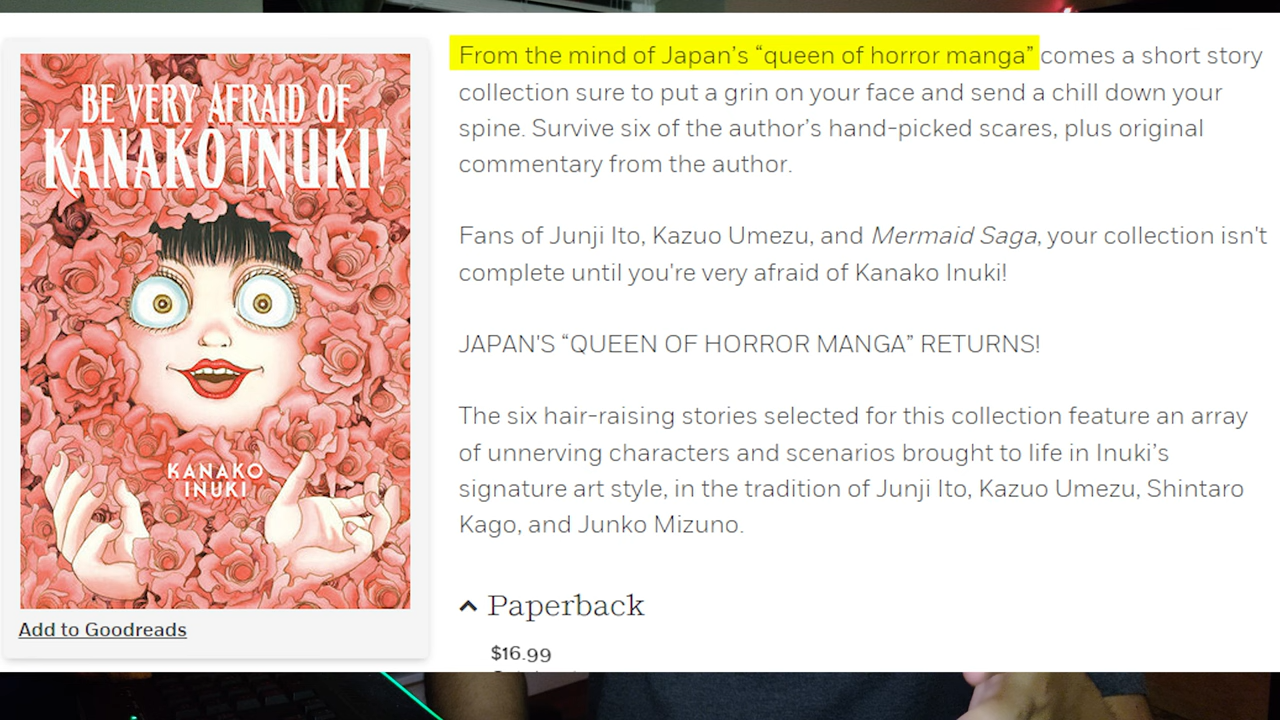 BE VERY AFRAID OF
KANAKO INUKI!
KANAKO
INUKI
Add to Goodreads
From the mind of Japan’s “queen of horror manga” comes a short story
collection sure to put a grin on your face and send a chill down your
spine. Survive six of the author’s hand-picked scares, plus original
commentary from the author.
Fans of Junji Ito, Kazuo Umezu, and Mermaid Saga, your collection isn't
complete until you're very afraid of Kanako Inuki!
JAPAN'S “QUEEN OF HORROR MANGA” RETURNS!
The six hair-raising stories selected for this collection feature an array
of unnerving characters and scenarios brought to life in Inuki’s
signature art style, in the tradition of Junji Ito, Kazuo Umezu, Shintaro
Kago, and Junko Mizuno.
Paperback
$16.99